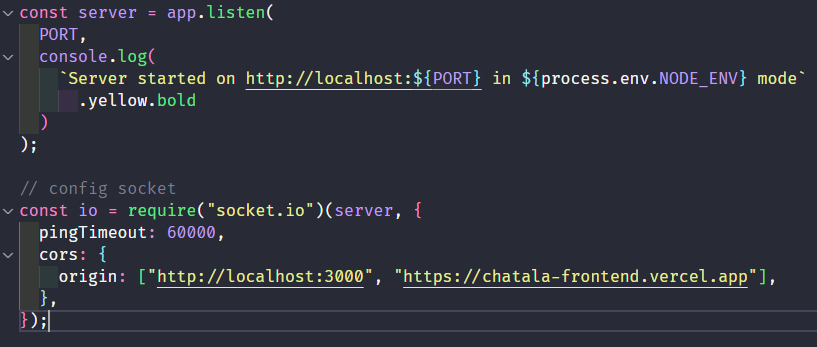 const server = app.listen(
  PORT,
  console.log(
    `Server started on http://localhost:${PORT} in ${process.env.NODE_ENV} mode`
      .yellow.bold
  )
);

// config socket
const io = require("socket.io")(server, {
  pingTimeout: 60000,
  cors: {
    origin: ["http://localhost:3000", "https://chatala-frontend.vercel.app"],
  },
});